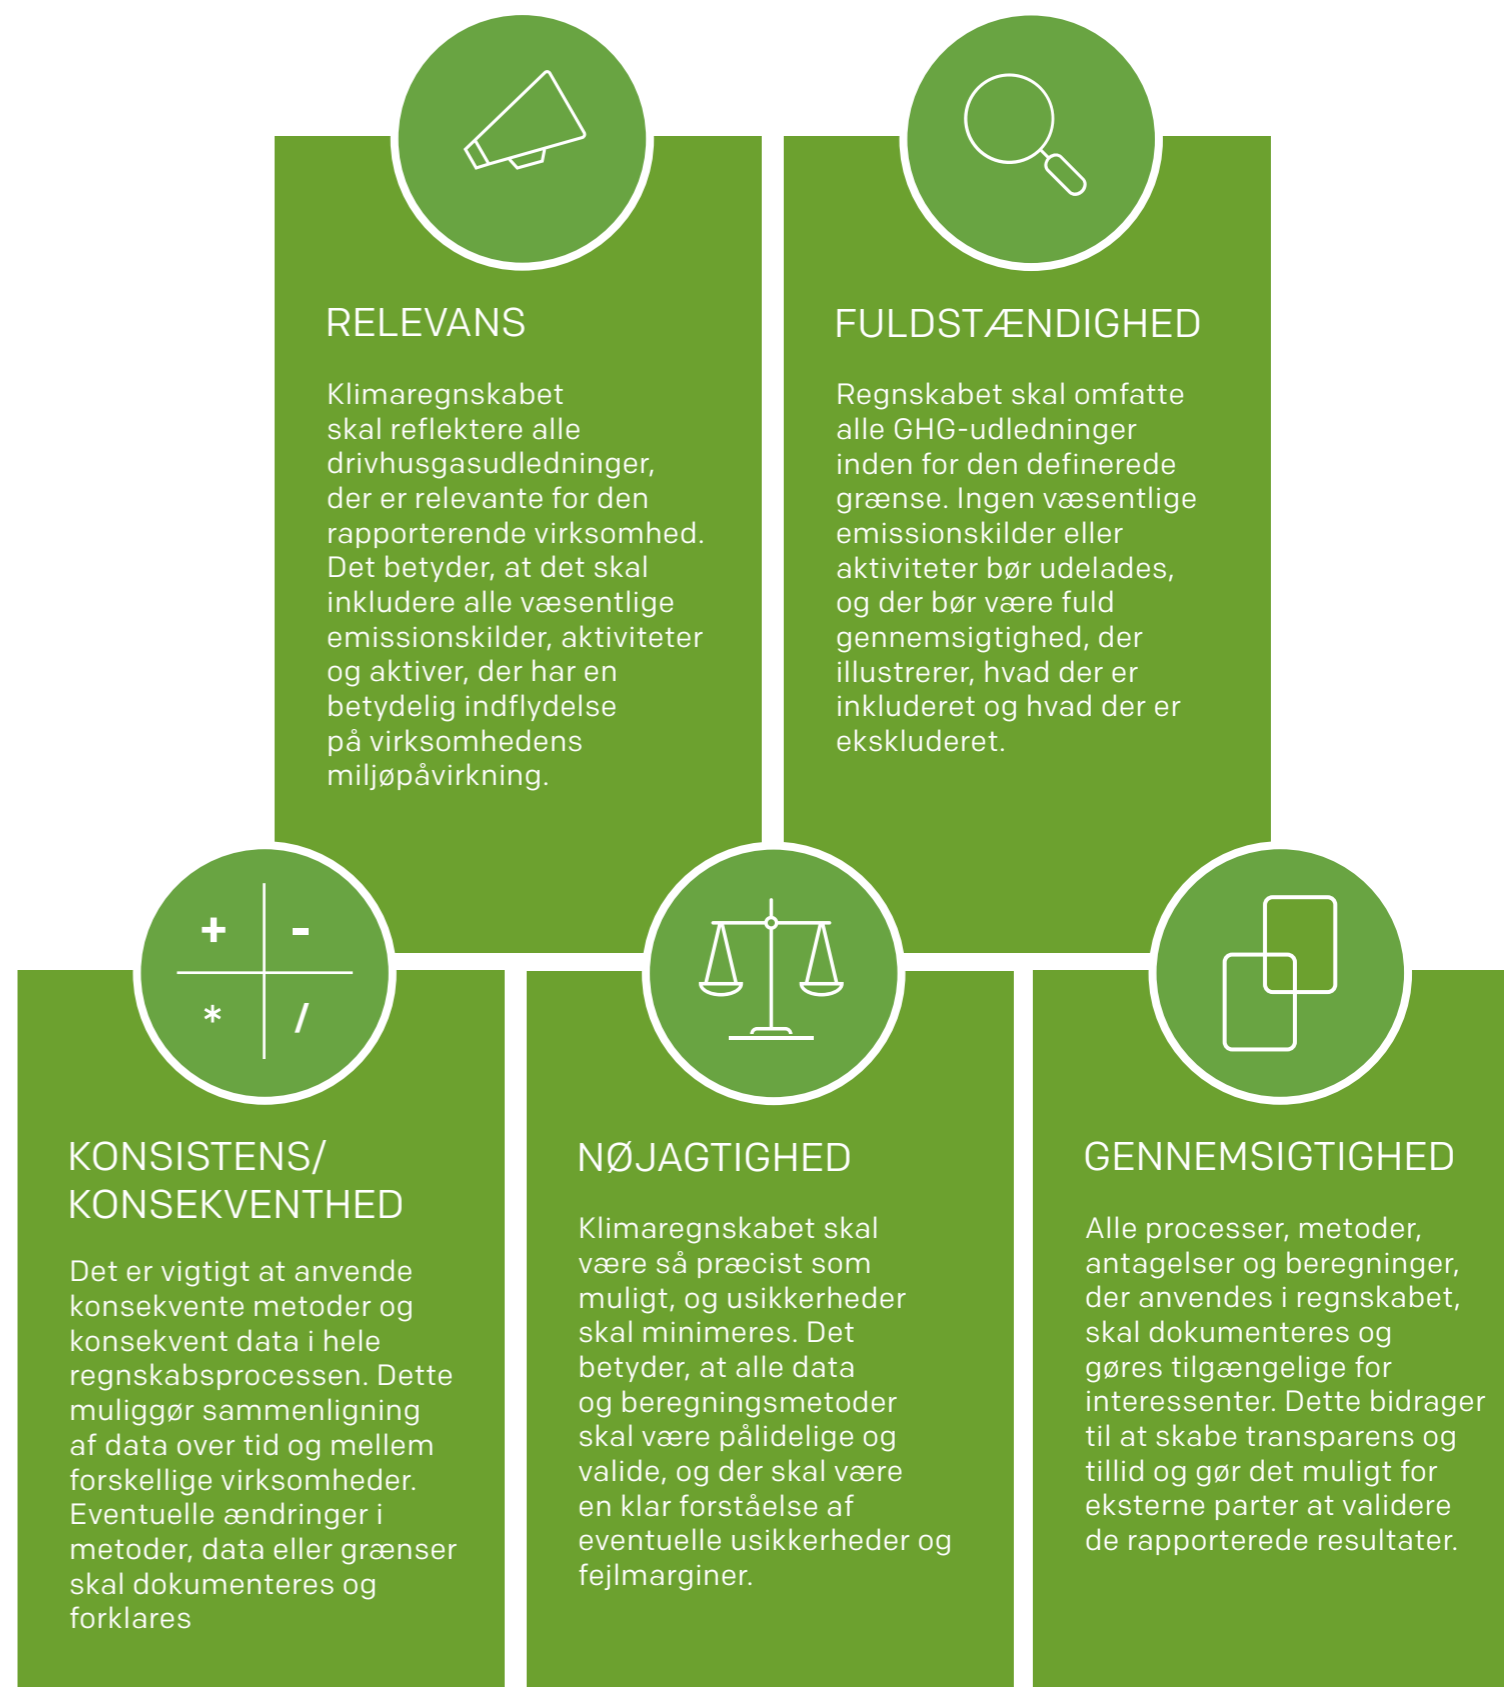 RELEVANS
Klimaregnskabet
skal reflektere alle
drivhusgasudledninger,
der er relevante for den
rapporterende virksomhed.
Det betyder, at det skal
inkludere alle væsentlige
emissionskilder, aktiviteter
og aktiver, der har en
betydelig indflydelse
på virksomhedens
miljøpåvirkning.
FULDSTÆNDIGHED
Regnskabet skal omfatte
alle GHG-udledninger
inden for den definerede
grænse. Ingen væsentlige
emissionskilder eller
aktiviteter bør udelades,
og der bør være fuld
gennemsigtighed, der
illustrerer, hvad der er
inkluderet og hvad der er
ekskluderet.
+ -
* /
KONSISTENS/
KONSEKVENTHED
Det er vigtigt at anvende
konsekvente metoder og
konsekvent data i hele
regnskabsprocessen. Dette
muliggør sammenligning
af data over tid og mellem
forskellige virksomheder.
Eventuelle ændringer i
metoder, data eller grænser
skal dokumenteres og
forklares
NØJAGTIGHED
Klimaregnskabet skal
være så præcist som
muligt, og usikkerheder
skal minimeres. Det
betyder, at alle data
og beregningsmetoder
skal være pålidelige og
valide, og der skal være
en klar forståelse af
eventuelle usikkerheder og
fejlmarginer.
GENNEMSIGTIGHED
Alle processer, metoder,
antagelser og beregninger,
der anvendes i regnskabet,
skal dokumenteres og
gøres tilgængelige for
interessenter. Dette bidrager
til at skabe transparens og
tillid og gør det muligt for
eksterne parter at validere
de rapporterede resultater.